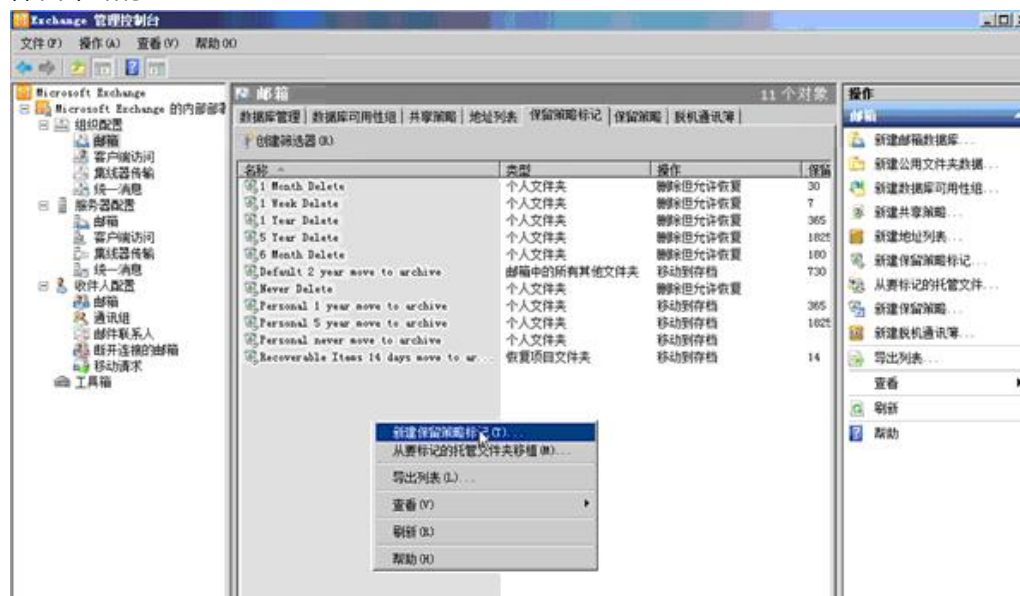 Exchange 管理控制台
文件(F) 操作(A) 查看(V) 帮助(H)
Microsoft Exchange
Microsoft Exchange 的内部部署
组织配置
邮箱
客户端访问
集线器传输
统一消息
服务器配置
邮箱
客户端访问
集线器传输
统一消息
收件人配置
邮箱
通讯组
邮件联系人
断开连接的邮箱
移动请求
工具箱
邮箱 11 个对象
数据库管理 数据库可用性组 共享策略 地址列表 保留策略标记 保留策略 脱机通讯簿
创建筛选器(R)
名称 类型 操作 保留
1 Month Delete 个人文件夹 删除但允许恢复 30
1 Week Delete 个人文件夹 删除但允许恢复 7
1 Year Delete 个人文件夹 删除但允许恢复 365
5 Year Delete 个人文件夹 删除但允许恢复 1825
6 Month Delete 个人文件夹 删除但允许恢复 180
Default 2 year move to archive 邮箱中的所有其他文件夹 移动到存档 730
Never Delete 个人文件夹 删除但允许恢复
Personal 1 year move to archive 个人文件夹 移动到存档 365
Personal 5 year move to archive 个人文件夹 移动到存档 1825
Personal never move to archive 个人文件夹 移动到存档
Recoverable Items 14 days move to ar... 恢复项目文件夹 移动到存档 14
新建保留策略标记(T)...
从要标记的托管文件夹移植(M)...
导出列表(L)...
查看(V)
刷新(R)
帮助(H)
操作
邮箱
新建邮箱数据库...
新建公用文件夹数据...
新建数据库可用性组...
新建共享策略...
新建地址列表...
新建保留策略标记...
从要标记的托管文件...
新建保留策略...
新建脱机通讯簿...
导出列表...
查看
刷新
帮助